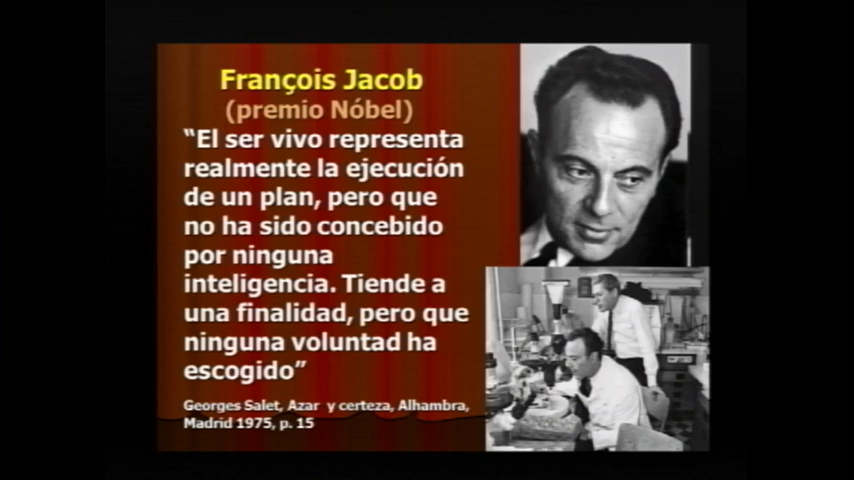 François Jacob
(premio Nóbel)
“El ser vivo representa
realmente la ejecución
de un plan, pero que
no ha sido concebido
por ninguna
inteligencia. Tiende a
una finalidad, pero que
ninguna voluntad ha
escogido”
Georges Salet, Azar y certeza, Alhambra,
Madrid 1975, p. 15